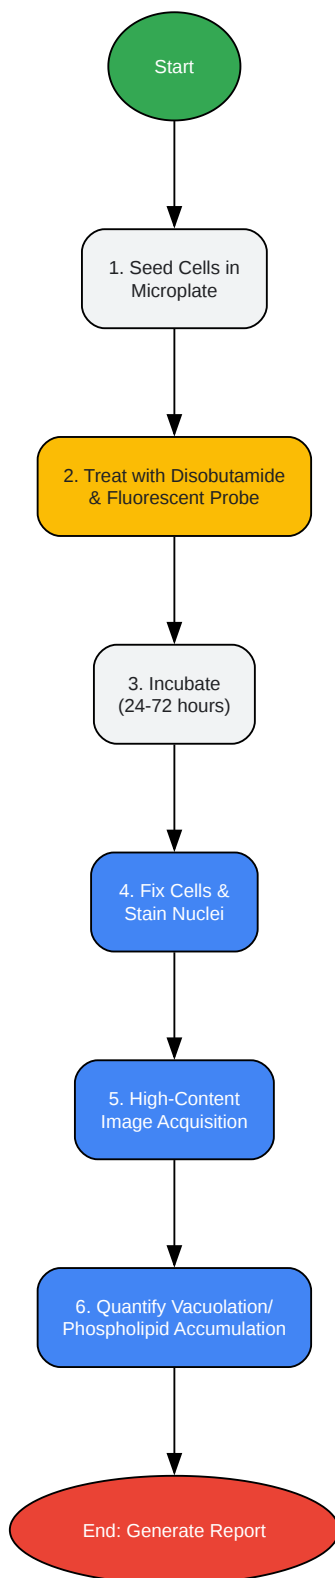 Start
1. Seed Cells in
Microplate
2. Treat with Disobutamide
& Fluorescent Probe
3. Incubate
(24-72 hours)
4. Fix Cells &
Stain Nuclei
5. High-Content
Image Acquisition
6. Quantify Vacuolation/
Phospholipid Accumulation
End: Generate Report